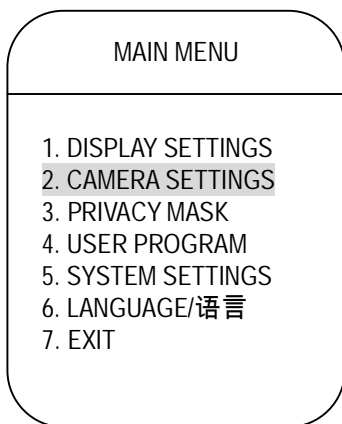 MAIN MENU
1. DISPLAY SETTINGS
2. CAMERA SETTINGS
3. PRIVACY MASK
4. USER PROGRAM
5. SYSTEM SETTINGS
6. LANGUAGE/语言
7. EXIT